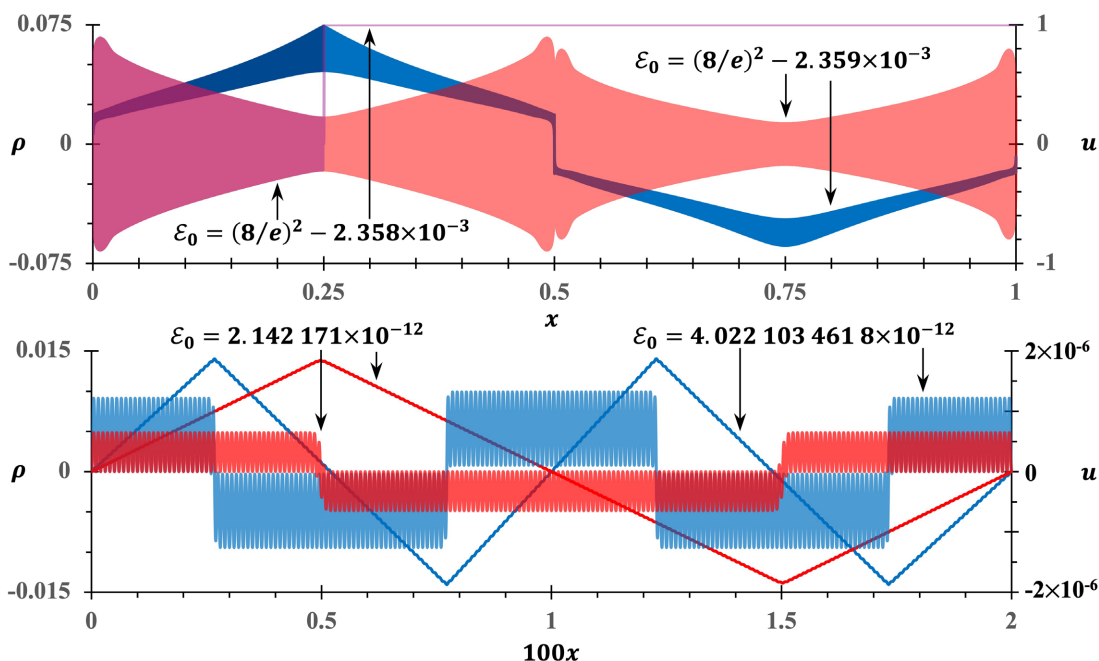 0.075
1
ℰ₀ = (8/e)² − 2.359×10⁻³
ρ
0
0
u
ℰ₀ = (8/e)² − 2.358×10⁻³
-0.075
-1
0
0.25
0.5
0.75
1
x
ℰ₀ = 2.142 171×10⁻¹²
ℰ₀ = 4.022 103 461 8×10⁻¹²
0.015
2×10⁻⁶
ρ
0
0
u
-0.015
-2×10⁻⁶
0
0.5
1
1.5
2
100x